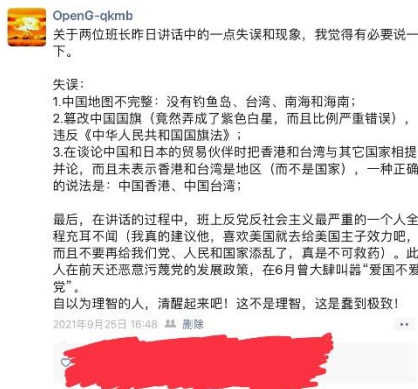 OpenG-qkmb
关于两位班长昨日讲话中的一点失误和现象，我觉得有必要说一
下。
失误：
1.中国地图不完整：没有钓鱼岛、台湾、南海和海南；
2.篡改中国国旗（竟然弄成了紫色白星，而且比例严重错误），
违反《中华人民共和国国旗法》；
3.在谈论中国和日本的贸易伙伴时把香港和台湾与其它国家相提
并论，而且未表示香港和台湾是地区（而不是国家），一种正确
的说法是：中国香港、中国台湾；
最后，在讲话的过程中，班上反党反社会主义最严重的一个人全
程充耳不闻（我真的建议他，喜欢美国就去给美国主子效力吧，
而且不要再给我们党、人民和国家添乱了，真是不可救药）。此
人在前天还恶意污蔑党的发展政策，在6月曾大肆叫嚣“爱国不爱
党”。
自以为理智的人，清醒起来吧！这不是理智，这是蠢到极致！
2021年9月25日 16:48 删除